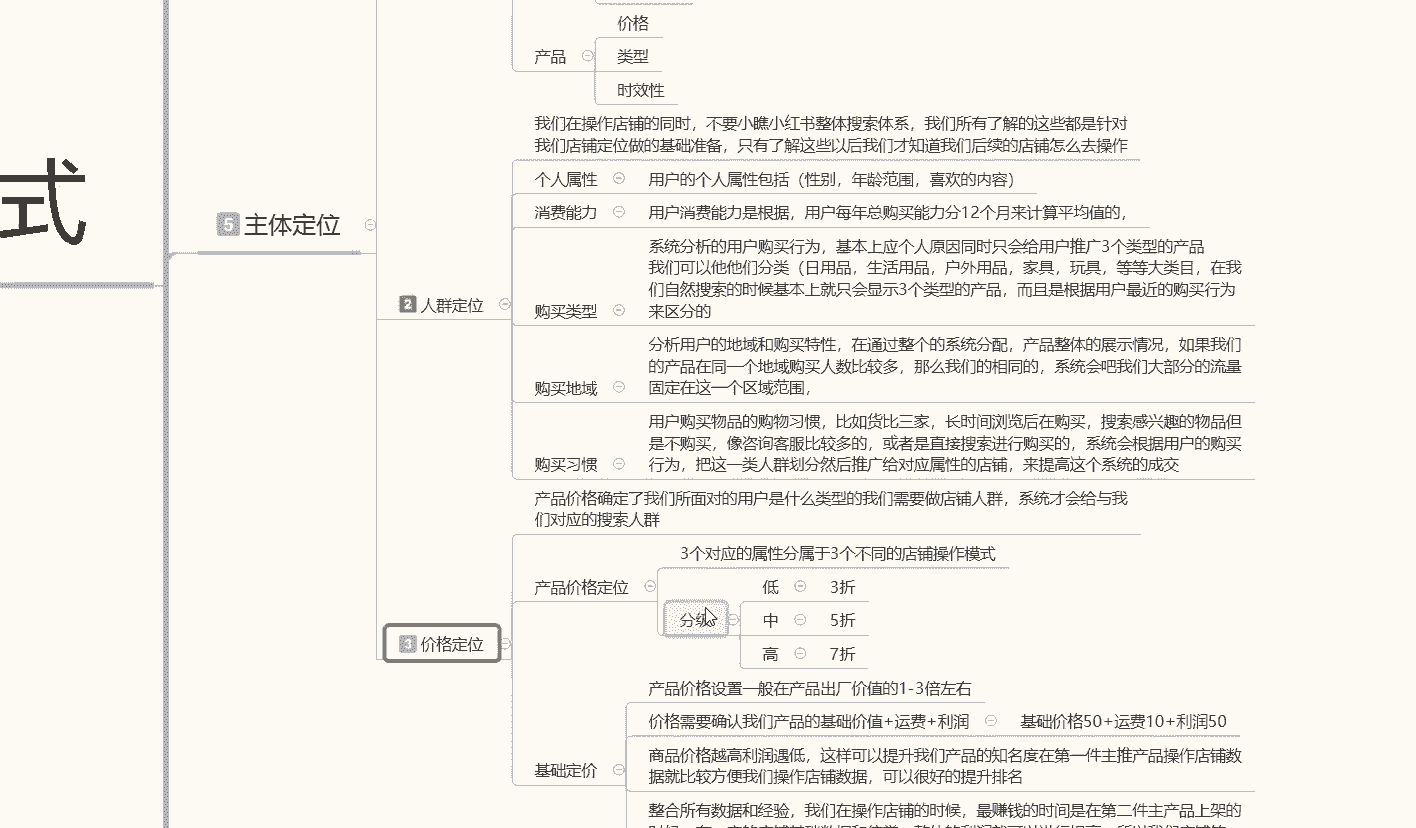 价格
产品
类型
时效性
我们在操作店铺的同时，不要小瞧小红书整体搜索体系，我们所有了解的这些都是针对
我们店铺定位做的基础准备，只有了解这些以后我们才知道我们后续的店铺怎么去操作
个人属性
用户的个人属性包括（性别，年龄范围，喜欢的内容）
消费能力
用户消费能力是根据，用户每年总购买能力分12个月来计算平均值的，
式
5 主体定位
2 人群定位
系统分析的用户购买行为，基本上应个人原因同时只会给用户推广3个类型的产品
我们可以他他们分类（日用品，生活用品，户外用品，家具，玩具，等等大类目，在我
们自然搜索的时候基本上就只会显示3个类型的产品，而且是根据用户最近的购买行为
购买类型
来区分的
分析用户的地域和购买特性，在通过整个的系统分配，产品整体的展示情况，如果我们
的产品在同一个地域购买人数比较多，那么我们的相同的，系统会吧我们大部分的流量
购买地域
固定在这一个区域范围，
用户购买物品的购物习惯，比如货比三家，长时间浏览后在购买，搜索感兴趣的物品但
是不购买，像咨询客服比较多的，或者是直接搜索进行购买的，系统会根据用户的购买
购买习惯
行为，把这一类人群划分然后推广给对应属性的店铺，来提高这个系统的成交
产品价格确定了我们所面对的用户是什么类型的我们需要做店铺人群，系统才会给与我
们对应的搜索人群
3 价格定位
产品价格定位
3个对应的属性分属于3个不同的店铺操作模式
分级
低
3折
中
5折
高
7折
基础定价
产品价格设置一般在产品出厂价值的1-3倍左右
价格需要确认我们产品的基础价值+运费+利润
基础价格50+运费10+利润50
商品价格越高利润遇低，这样可以提升我们产品的知名度在第一件主推产品操作店铺数
据就比较方便我们操作店铺数据，可以很好的提升排名
整合所有数据和经验，我们在操作店铺的时候，最赚钱的时间是在第二件主产品上架的